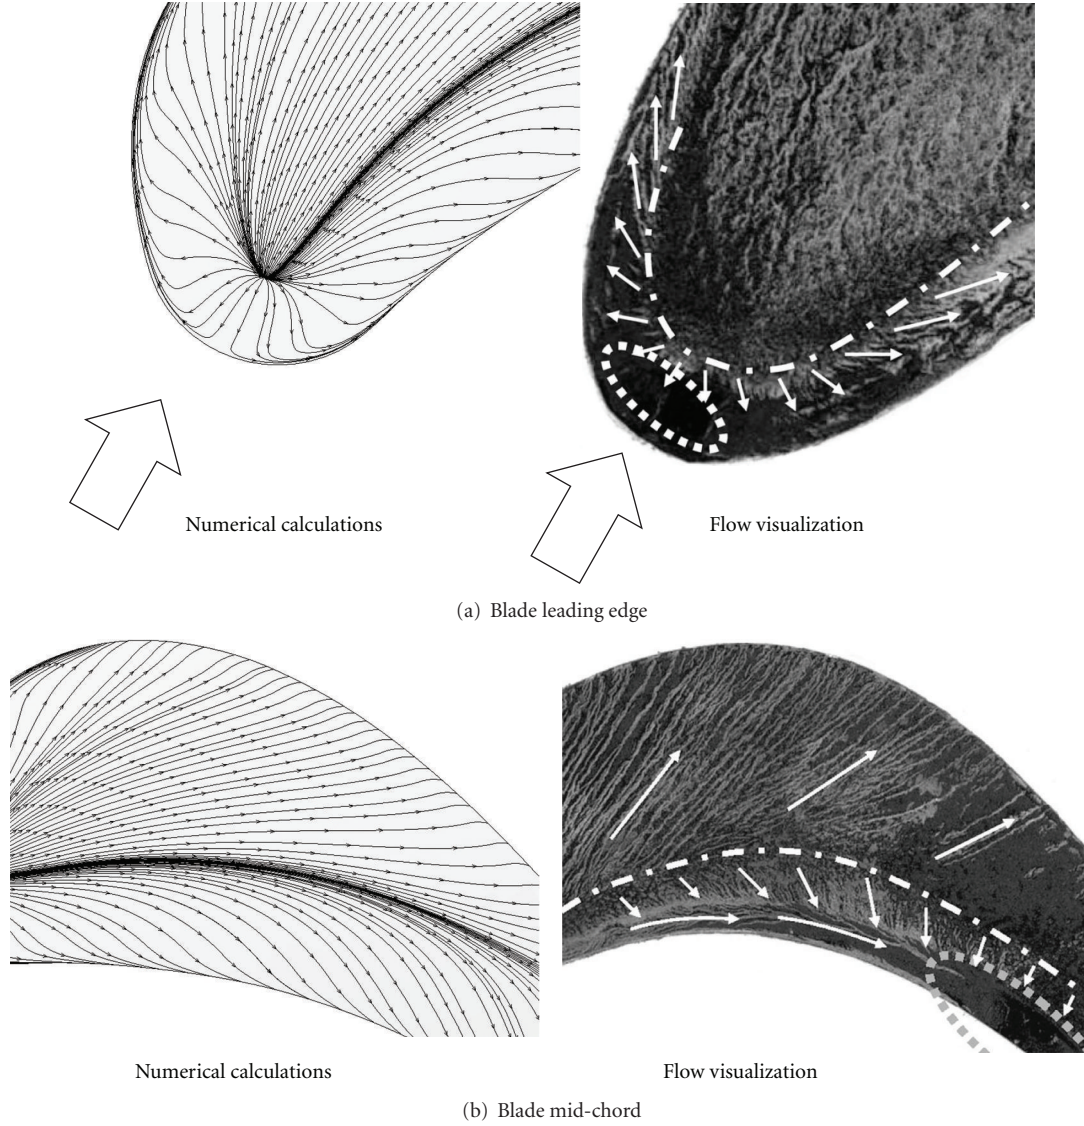 Numerical calculations
Flow visualization
(a) Blade leading edge
Numerical calculations
Flow visualization
(b) Blade mid-chord